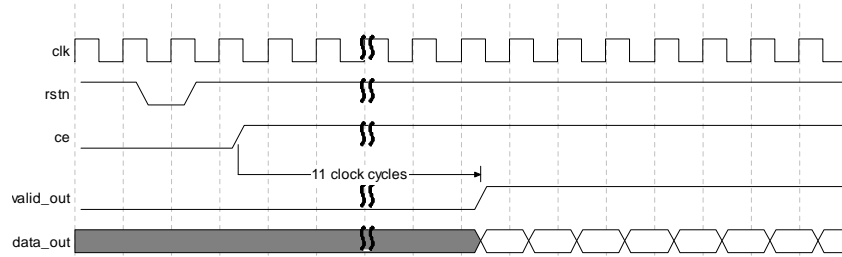 clk
rstn
ce
11 clock cycles
valid_out
data_out